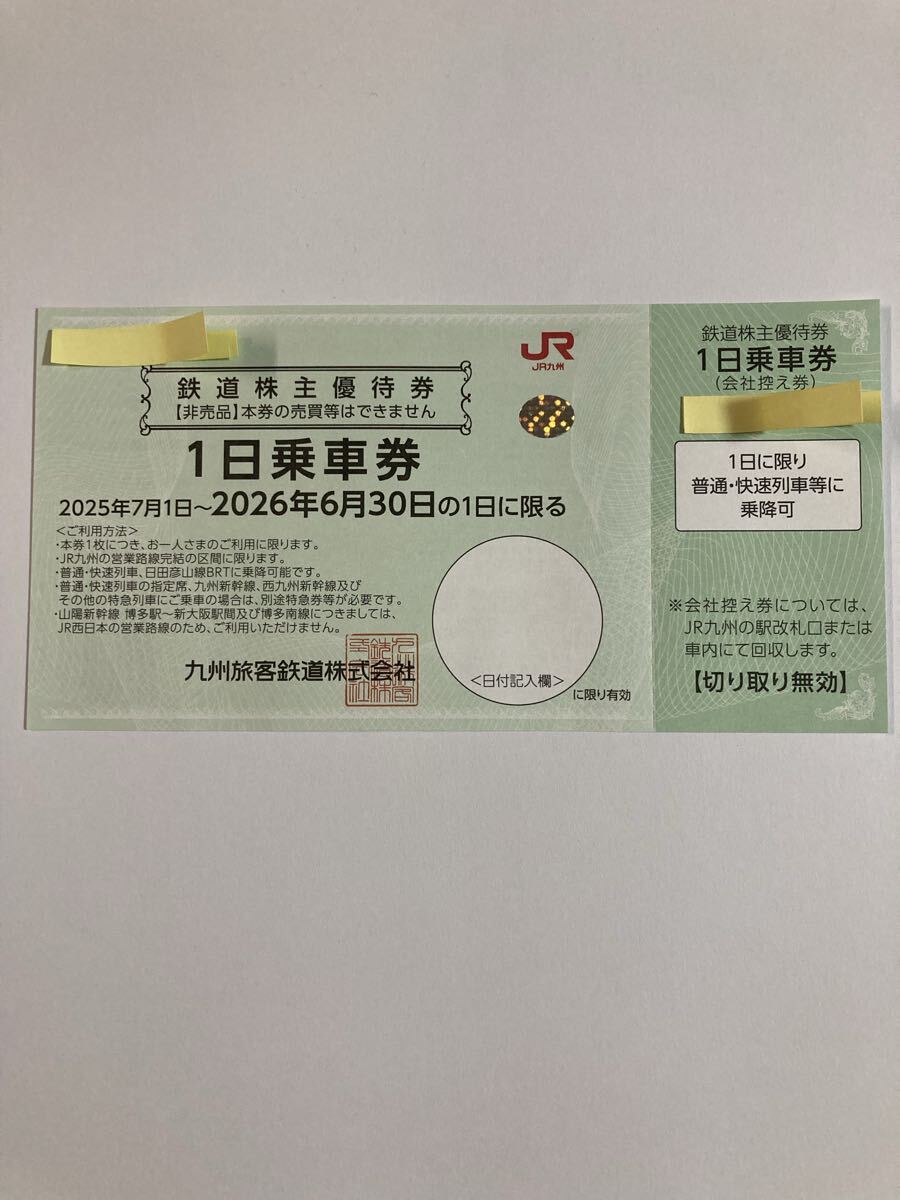 JR
JR九州
鉄道株主優待券
【非売品】本券の売買等はできません
1日乗車券
2025年7月1日〜2026年6月30日の1日に限る
<ご利用方法>
・本券1枚につき、お一人さまのご利用に限ります。
・JR九州の営業路線完結の区間に限ります。
・普通・快速列車、日田彦山線BRTに乗降可能です。
・普通・快速列車の指定席、九州新幹線、西九州新幹線及び
その他の特急列車にご乗車の場合は、別途特急券等が必要です。
・山陽新幹線 博多駅〜新大阪駅間及び博多南線につきましては、
JR西日本の営業路線のため、ご利用いただけません。
九州旅客鉄道株式会社
<日付記入欄>
に限り有効
鉄道株主優待券
1日乗車券
(会社控え券)
1日に限り
普通・快速列車等に
乗降可
※会社控え券については、
JR九州の駅改札口または
車内にて回収します。
【切り取り無効】